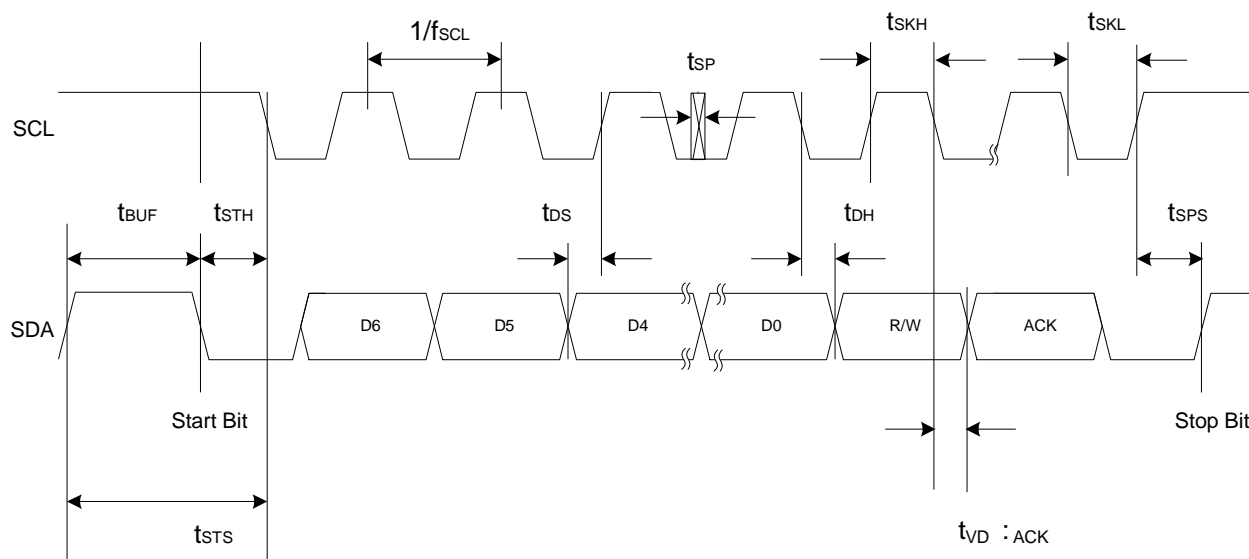 1/fSCL
tSP
tSKH
tSKL
SCL
tBUF
tSTH
tDS
tDH
tSPS
SDA
D6
D5
D4
D0
R/W
ACK
Start Bit
Stop Bit
tSTS
tVD :ACK